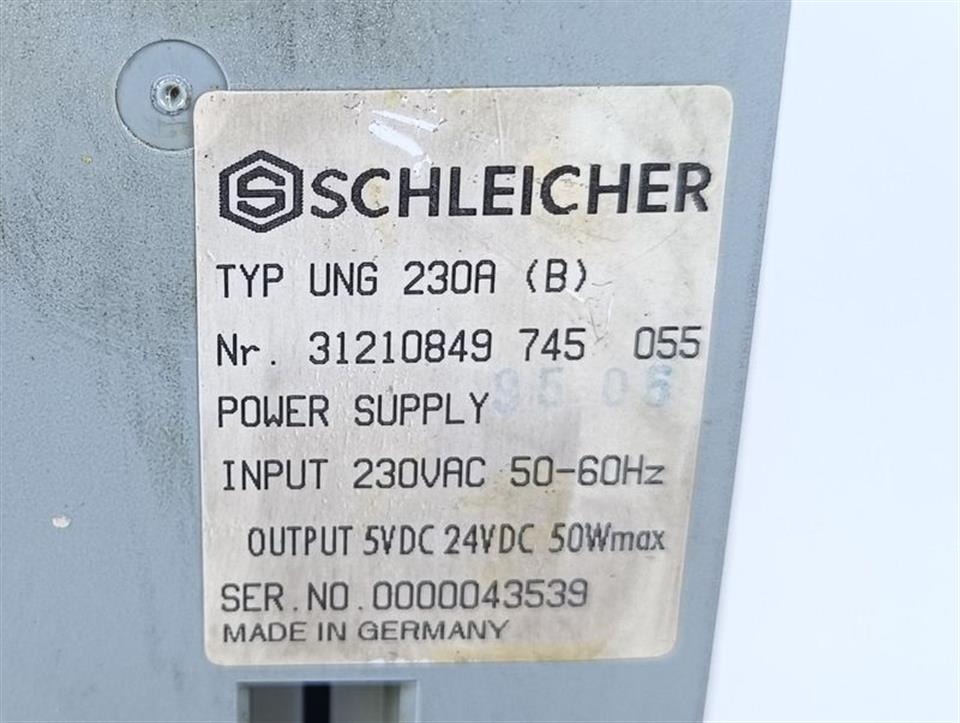 SCHLEICHER
TYP UNG 230A (B)
Nr. 31210849 745 055
95 06
POWER SUPPLY
INPUT 230VAC 50-60Hz
OUTPUT 5VDC 24VDC 50Wmax
SER.NO.0000043539
MADE IN GERMANY